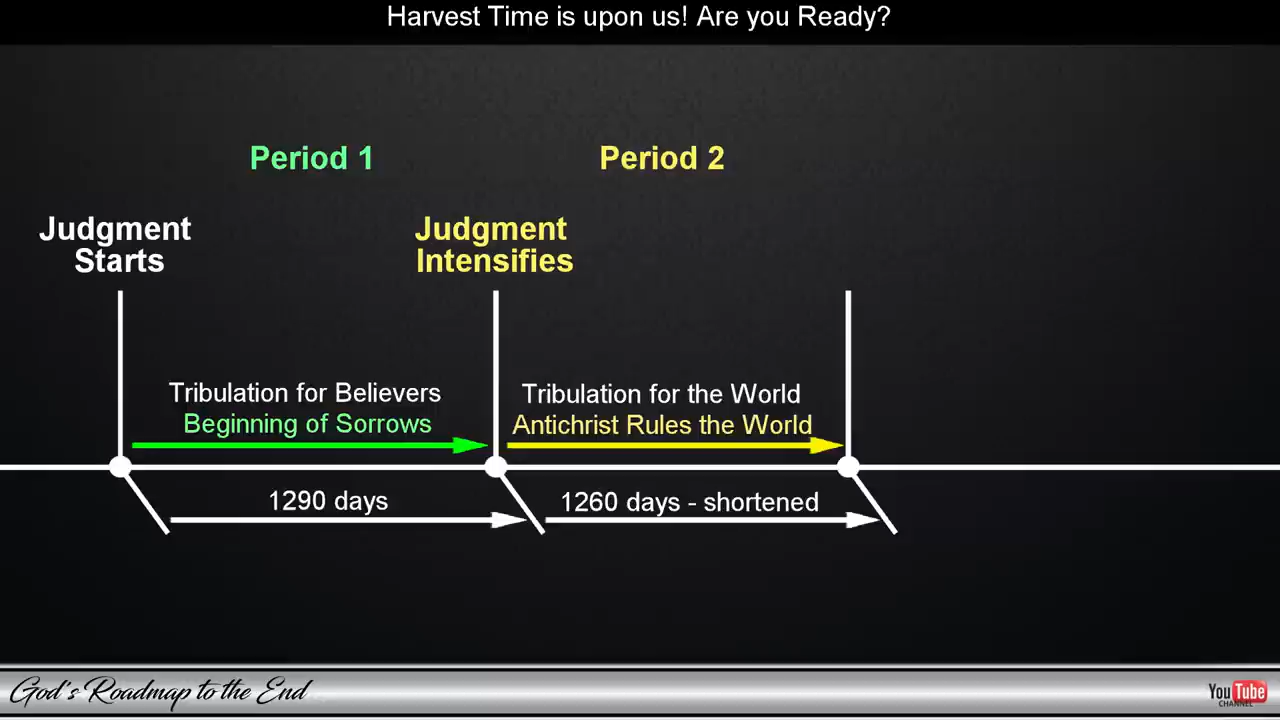 Harvest Time is upon us! Are you Ready?
Period 1
Period 2
Judgment
Starts
Judgment
Intensifies
Tribulation for Believers
Beginning of Sorrows
Tribulation for the World
Antichrist Rules the World
1290 days
1260 days - shortened
God's Roadmap to the End
YouTube
CHANNEL